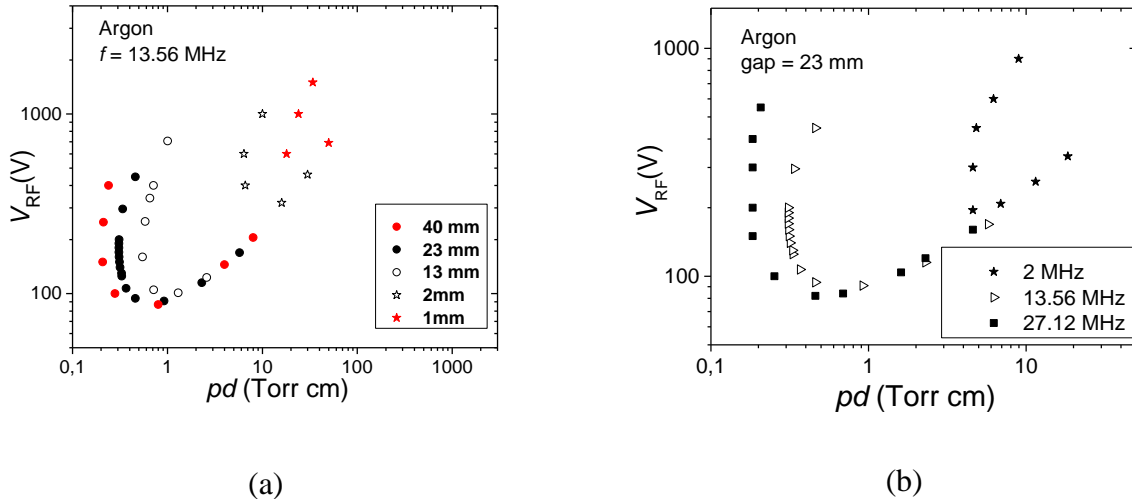 Argon
f = 13.56 MHz
1000
100
V_RF(V)
40 mm
23 mm
13 mm
2mm
1mm
0,1 1 10 100 1000
pd (Torr cm)
(a)
Argon
gap = 23 mm
1000
100
V_RF(V)
2 MHz
13.56 MHz
27.12 MHz
0,1 1 10
pd (Torr cm)
(b)